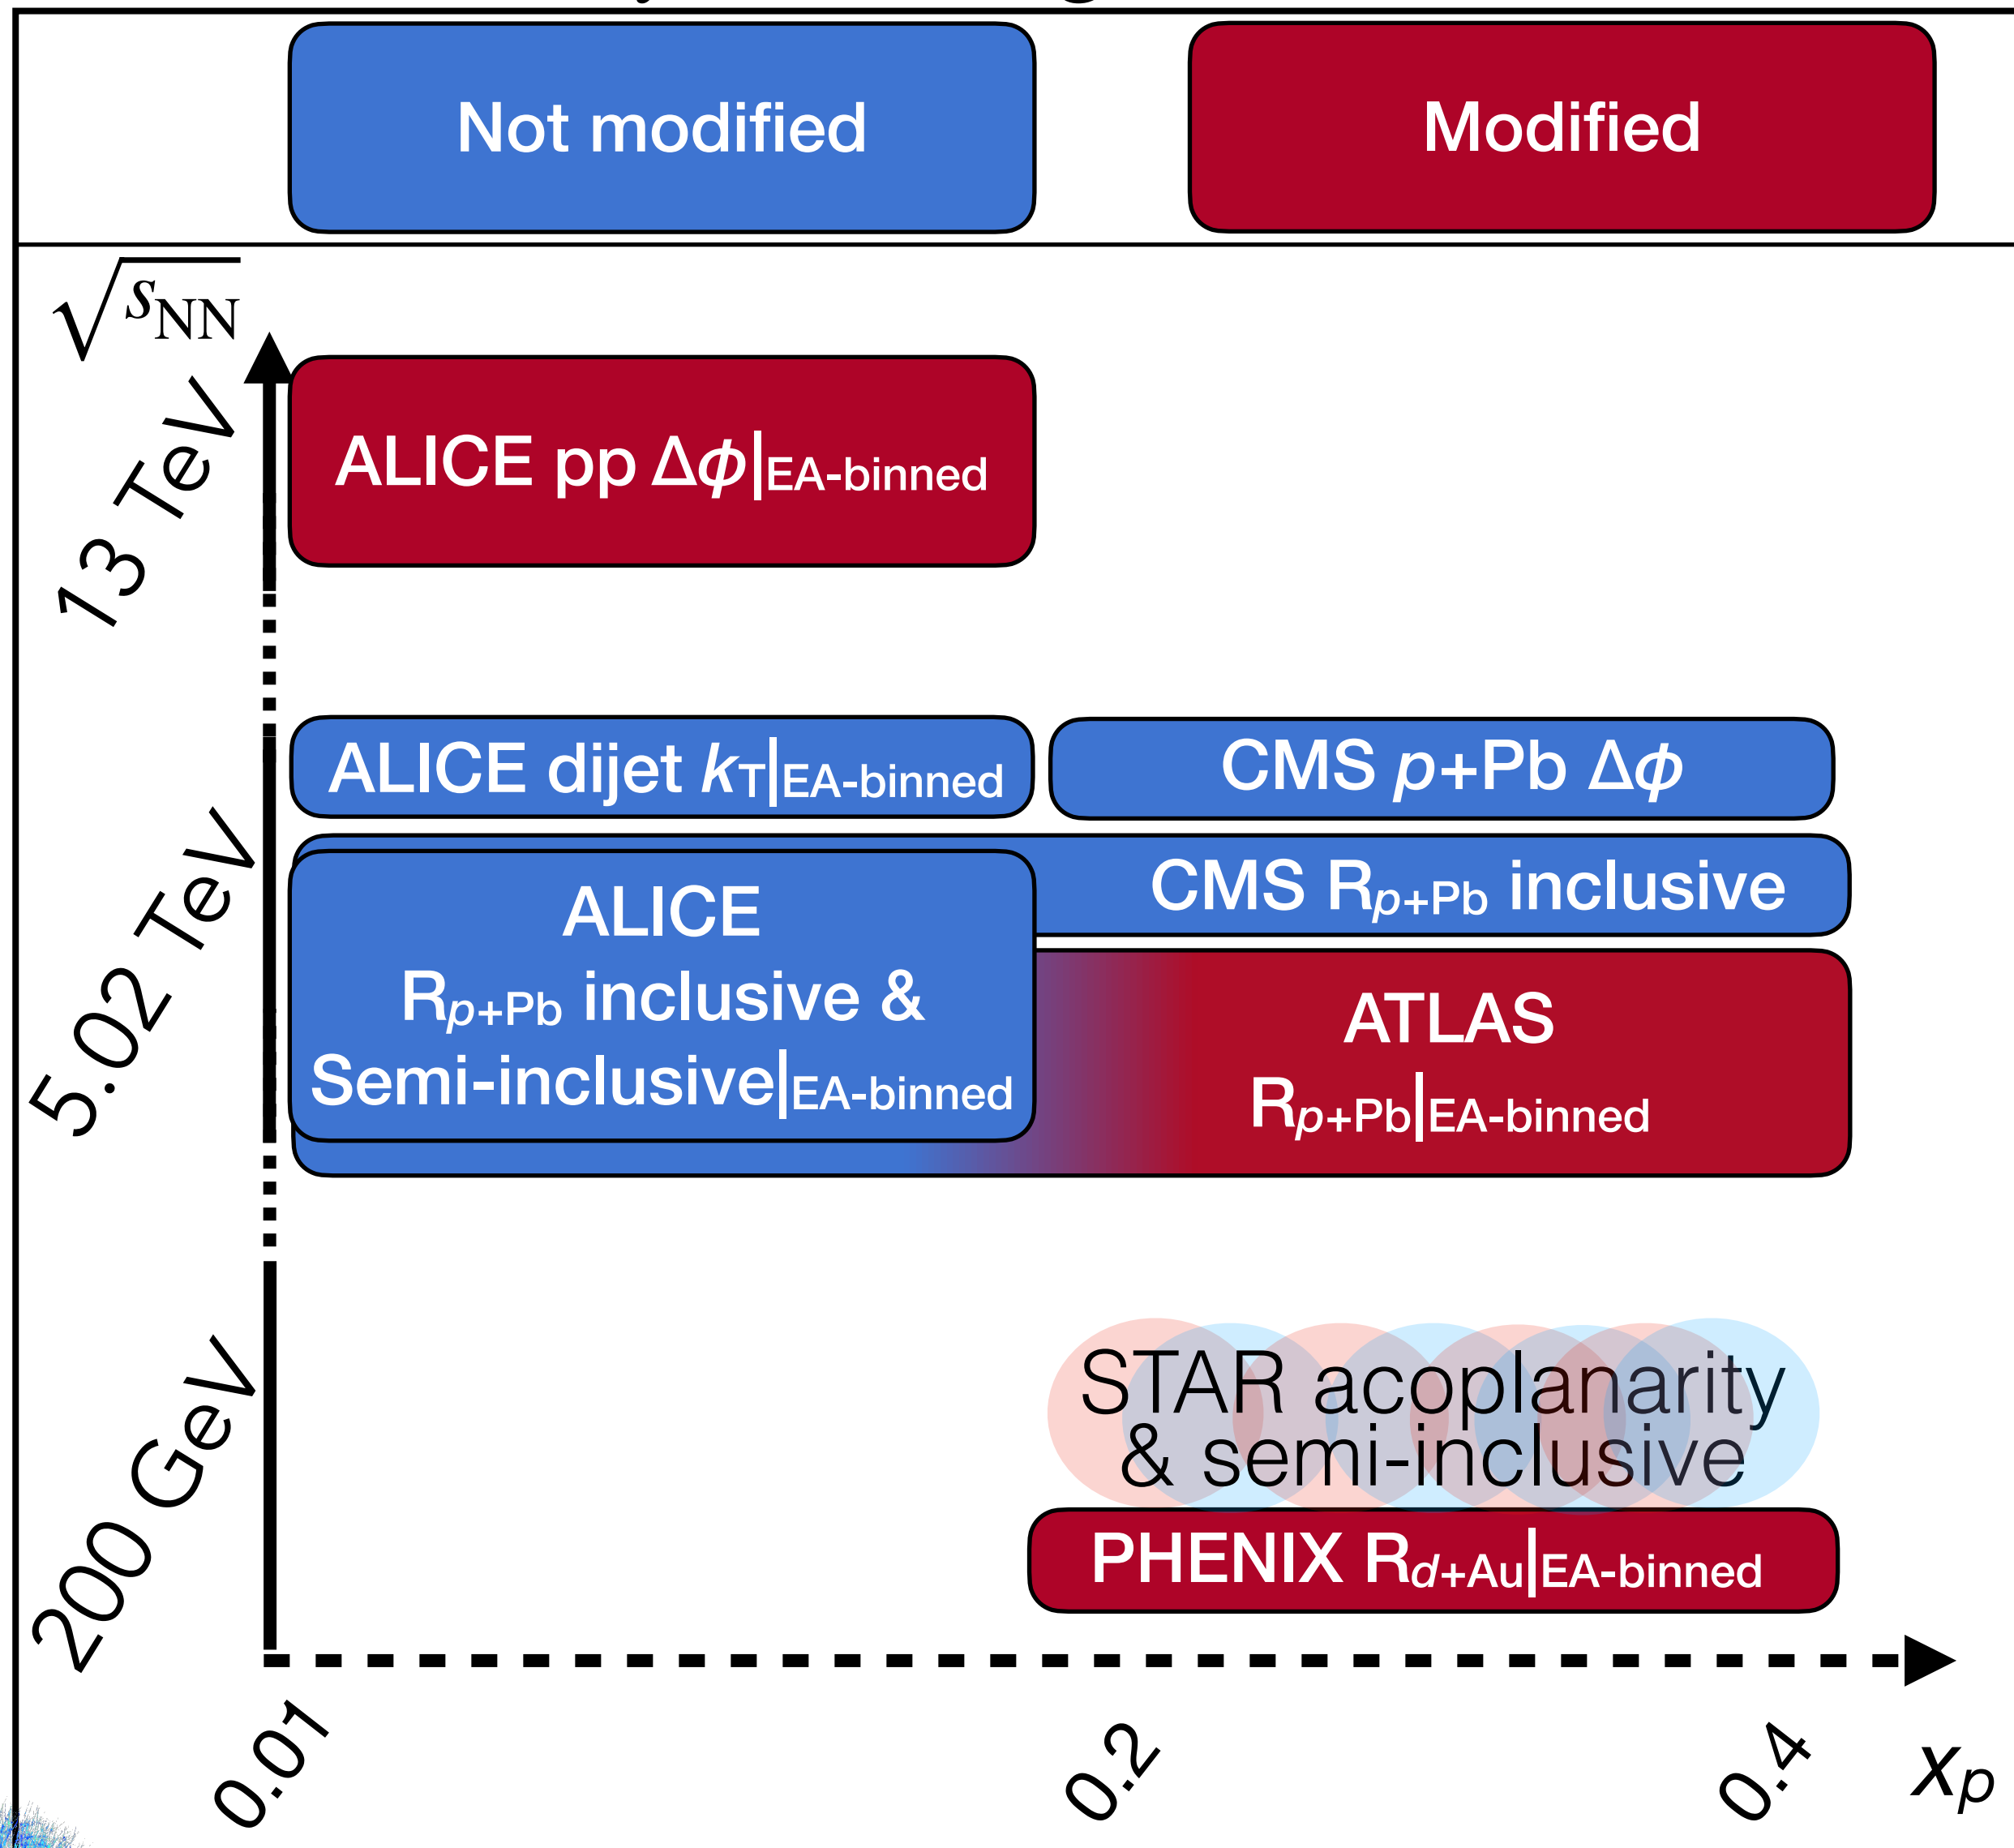 Not modified
Modified
√sNN
13 TeV
ALICE pp Δϕ|EA-binned
ALICE dijet kT|EA-binned
CMS p+Pb Δϕ
5.02 TeV
CMS Rp+Pb inclusive
ALICE
Rp+Pb inclusive &
Semi-inclusive|EA-binned
ATLAS
Rp+Pb|EA-binned
200 GeV
STAR acoplanarity
& semi-inclusive
PHENIX Rd+Au|EA-binned
0.01
0.2
0.4
xp